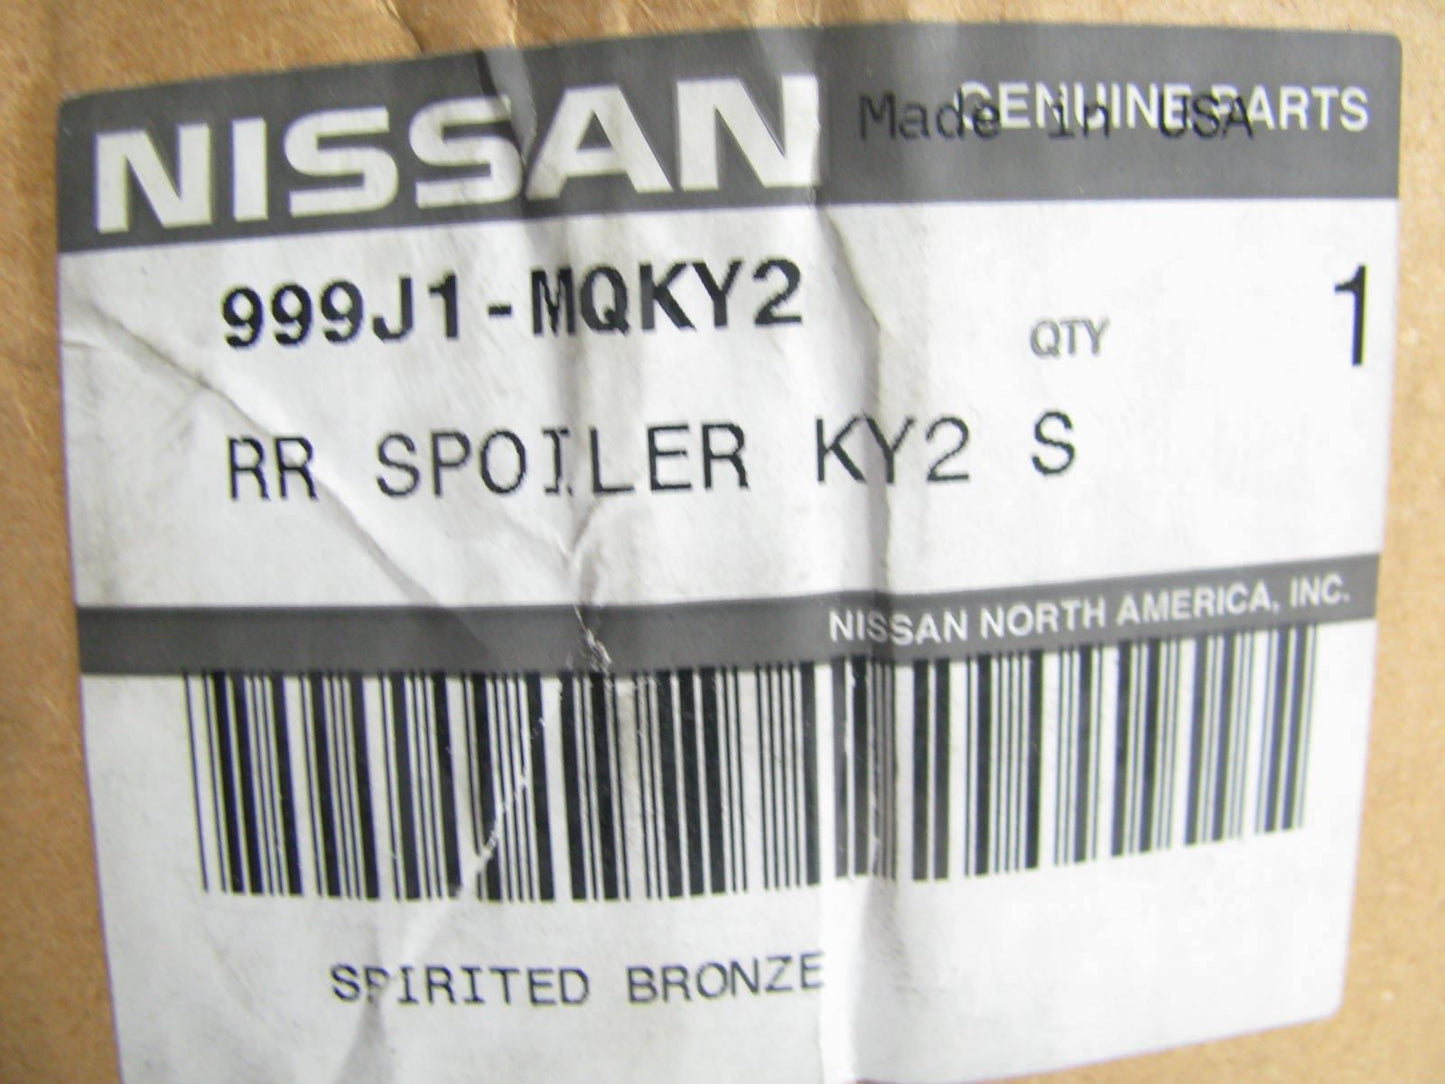 NISSAN
GENUINE PARTS
Made in USA
999J1-MQKY2
QTY 1
RR SPOILER KY2 S
NISSAN NORTH AMERICA, INC.
SPIRITED BRONZE